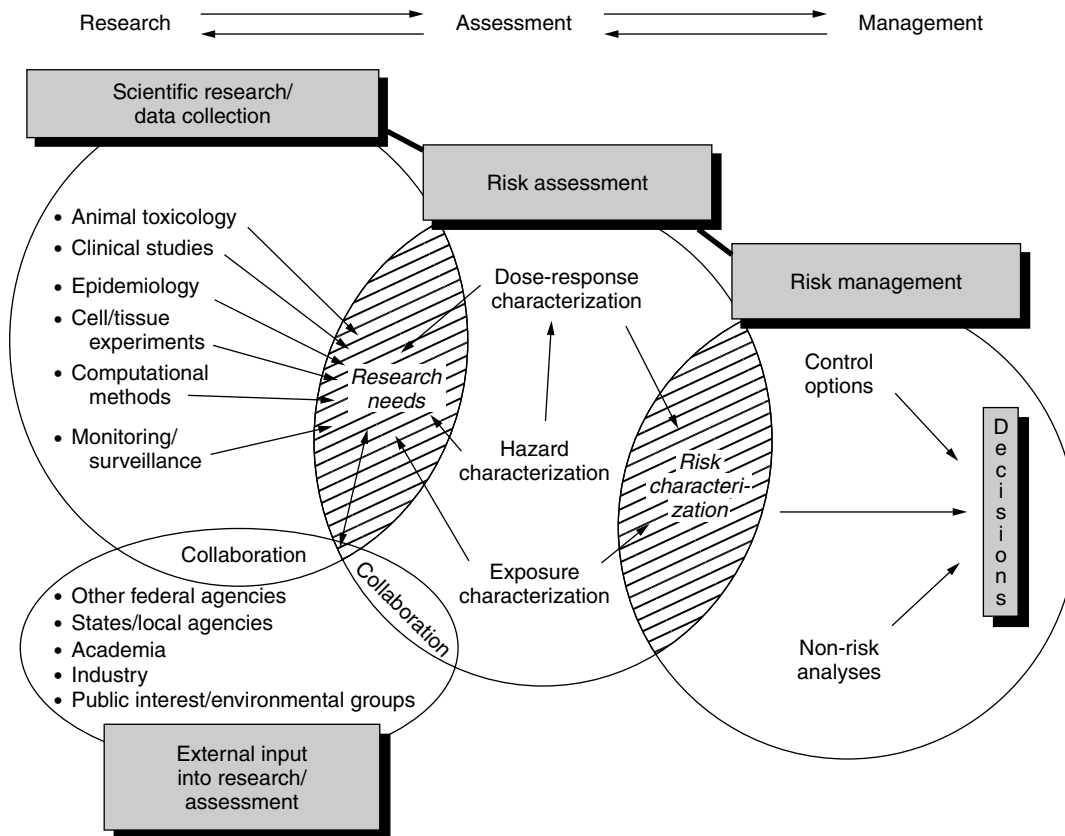 Research
Assessment
Management
Scientific research/
data collection
Risk assessment
Risk management
• Animal toxicology
• Clinical studies
• Epidemiology
• Cell/tissue
experiments
• Computational
methods
• Monitoring/
surveillance
Research
needs
Dose-response
characterization
Hazard
characterization
Exposure
characterization
Risk
characteri-
zation
Control
options
Decisions
Non-risk
analyses
Collaboration
Collaboration
• Other federal agencies
• States/local agencies
• Academia
• Industry
• Public interest/environmental groups
External input
into research/
assessment